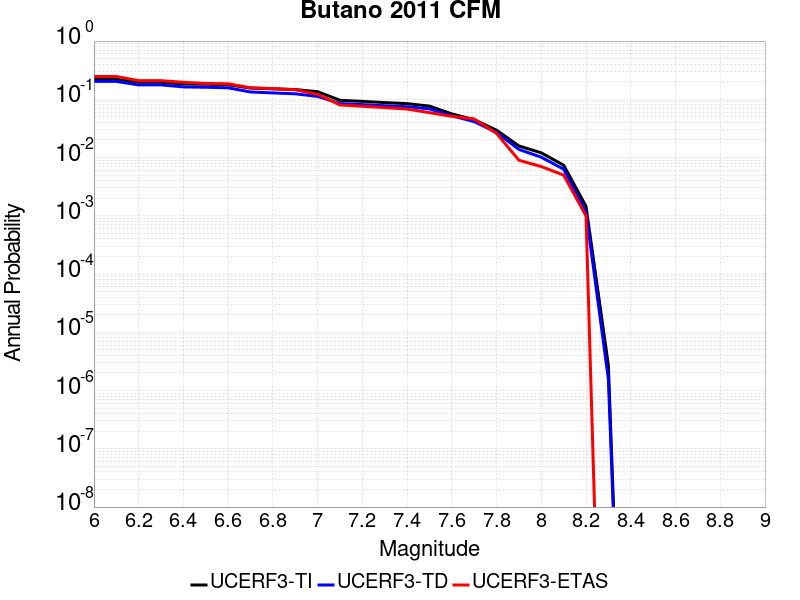 Butano 2011 CFM
10^0
10^-1
10^-2
10^-3
10^-4
10^-5
10^-6
10^-7
10^-8
Annual Probability
6 6.2 6.4 6.6 6.8 7 7.2 7.4 7.6 7.8 8 8.2 8.4 8.6 8.8 9
Magnitude
UCERF3-TI UCERF3-TD UCERF3-ETAS